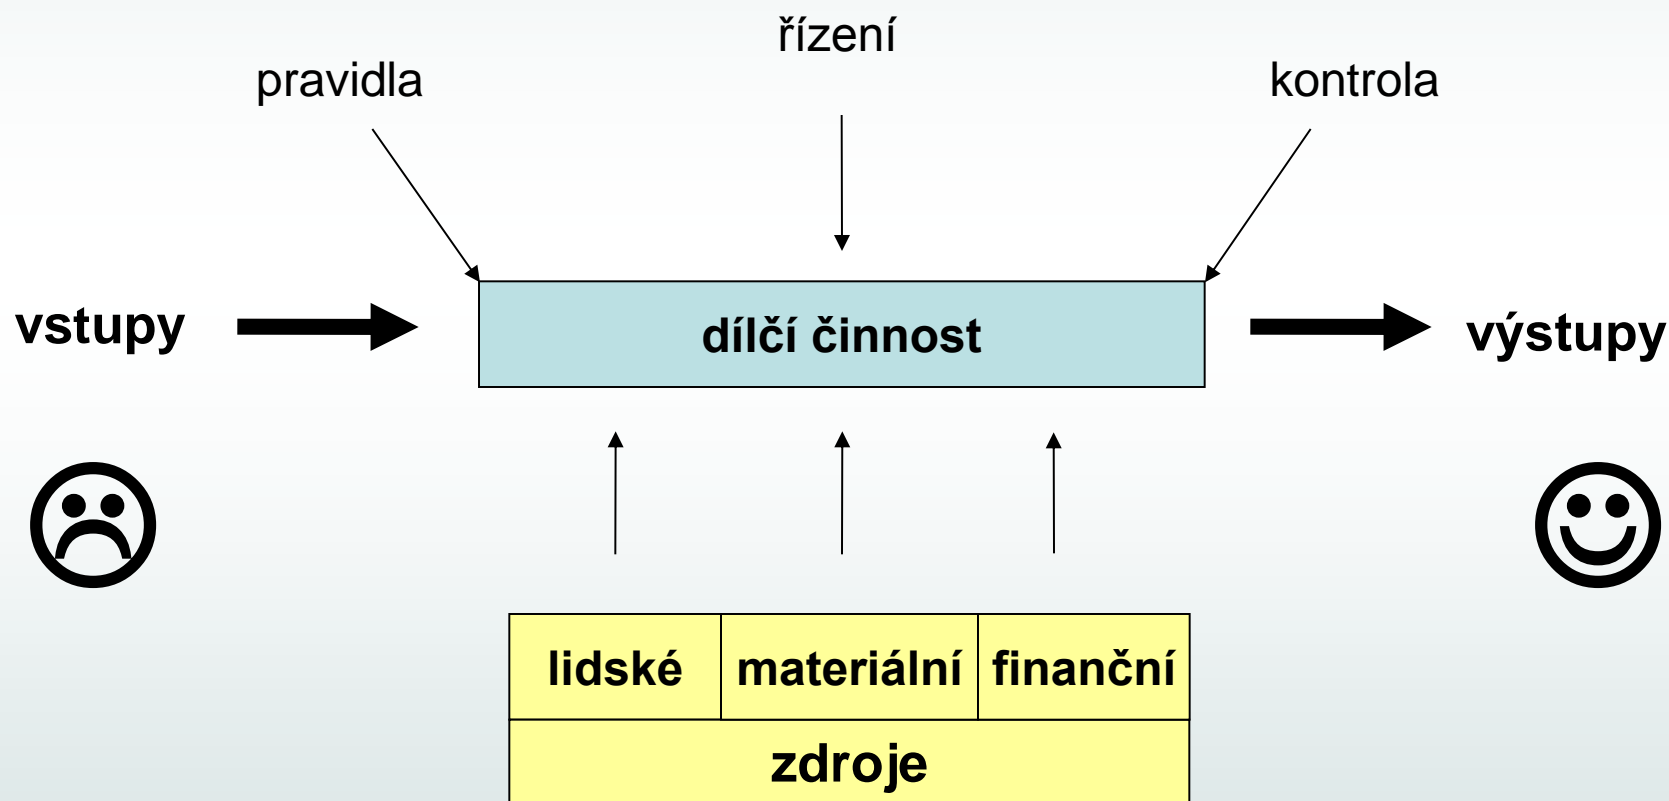 řízení
pravidla
kontrola
vstupy
dílčí činnost
výstupy
lidské
materiální
finanční
zdroje